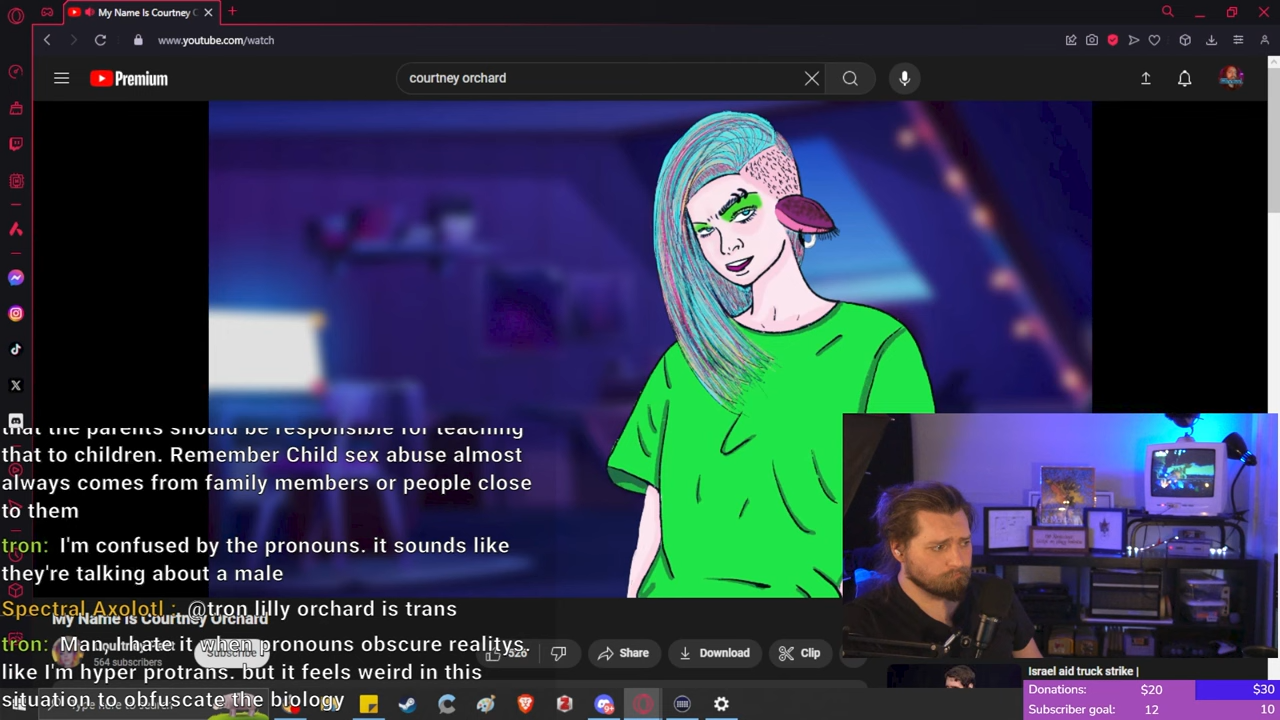 My Name Is Courtney
www.youtube.com/watch
Premium
courtney orchard
that the parents should be responsible for teaching
that to children. Remember Child sex abuse almost
always comes from family members or people close
to them
tron: I'm confused by the pronouns. it sounds like
they're talking about a male
Spectral Axolotl : @tron lilly orchard is trans
My Name Is Courtney Orchard
tron: Man, I hate it when pronouns obscure realitys
564 subscribers
Subscribe
Share
Download
Clip
like I'm hyper protrans. but it feels weird in this
situation to obfuscate the biology
Israel aid truck strike |
Donations: $20 $30
Subscriber goal: 12 10